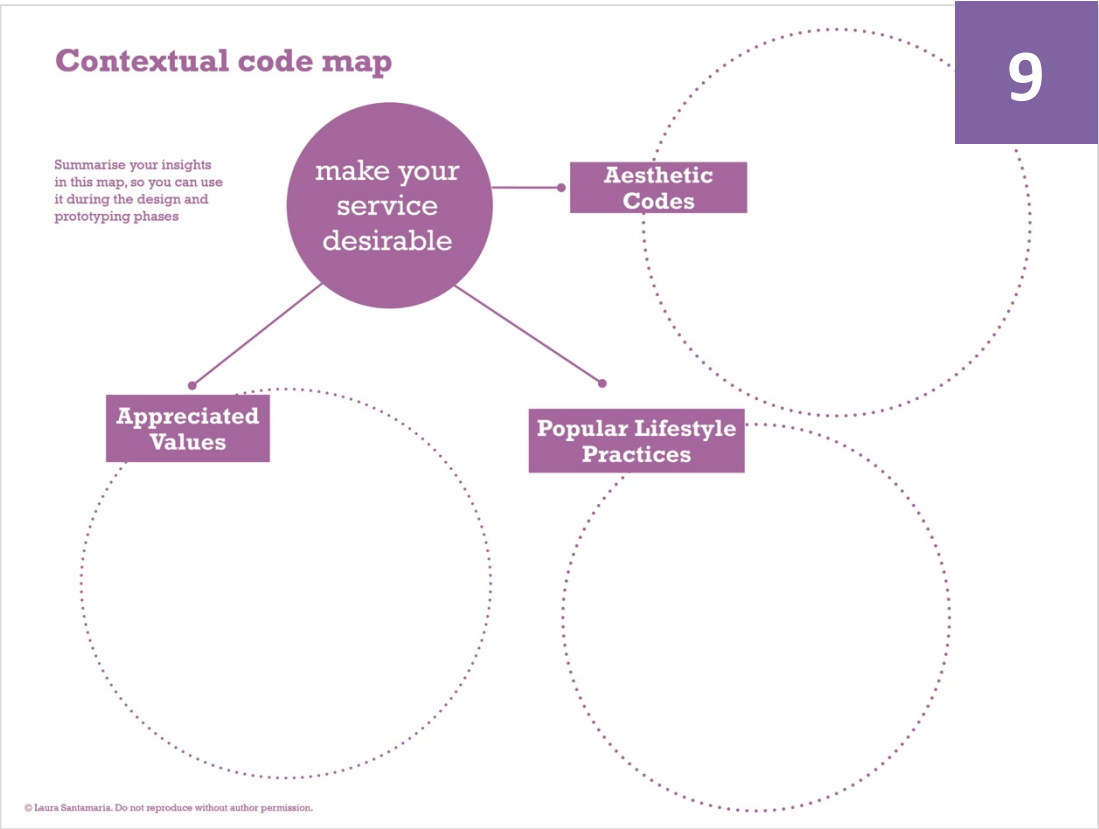 9
Contextual code map
Summarise your insights
in this map, so you can use
it during the design and
prototyping phases
make your
service
desirable
Aesthetic
Codes
Appreciated
Values
Popular Lifestyle
Practices
© Laura Santamaria. Do not reproduce without author permission.